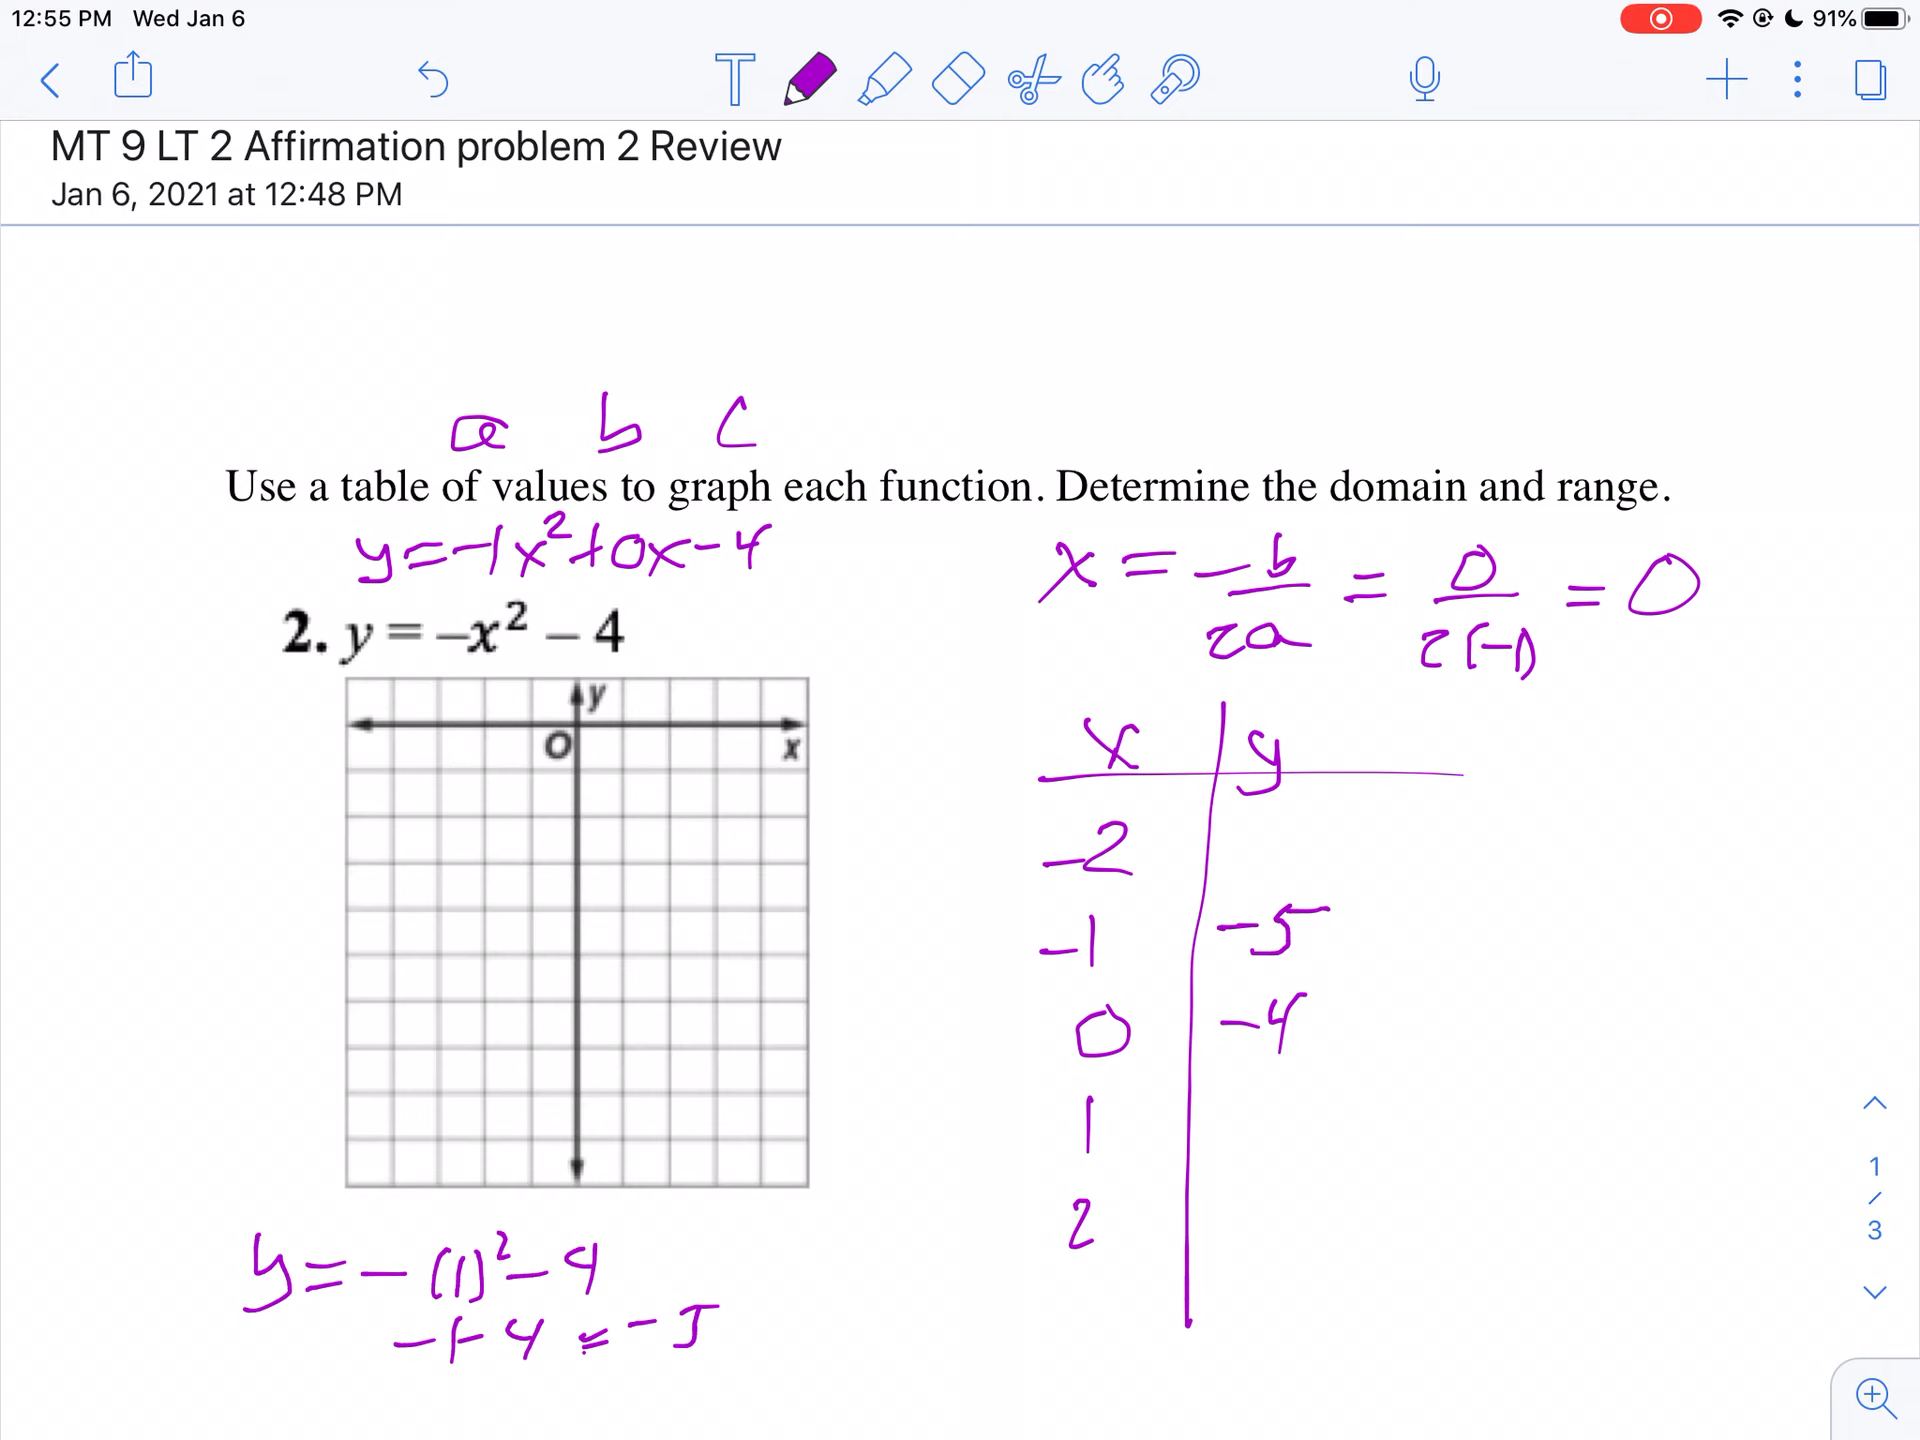 12:55 PM Wed Jan 6 91%
T
MT 9 LT 2 Affirmation problem 2 Review
Jan 6, 2021 at 12:48 PM
a b c
Use a table of values to graph each function. Determine the domain and range.
y=-1x²+0x-4
x = -b/2a = 0/2(-1) = 0
2. y = –x² – 4
y
O
x
x y
-2
-1 -5
0 -4
1
2
y=-(1)²-4
-1-4=-5
1
/
3